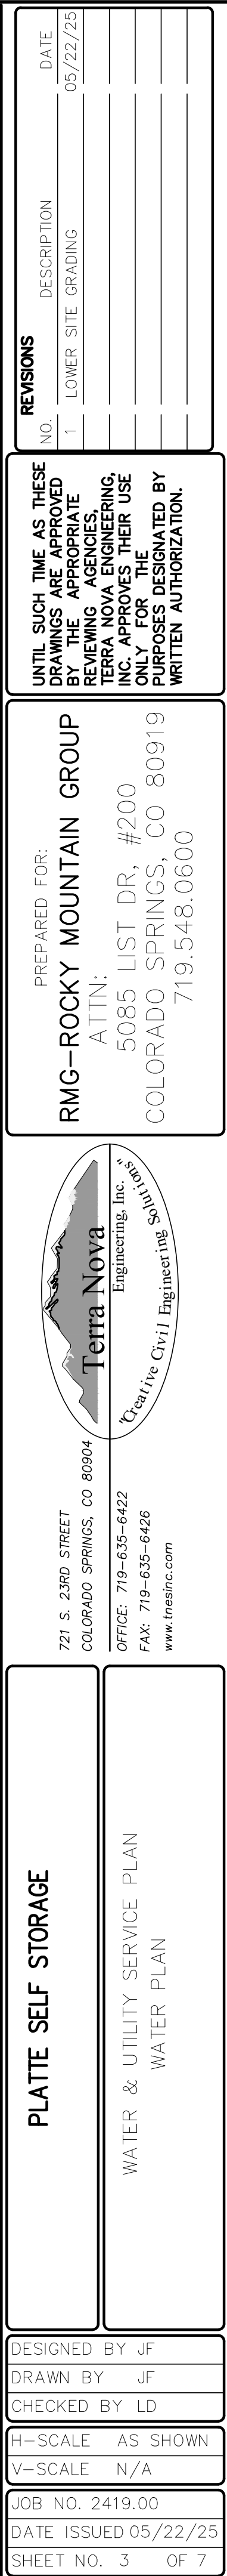 REVISIONS
NO. DESCRIPTION DATE
1 LOWER SITE GRADING 05/22/25
UNTIL SUCH TIME AS THESE
DRAWINGS ARE APPROVED
BY THE APPROPRIATE
REVIEWING AGENCIES,
TERRA NOVA ENGINEERING,
INC. APPROVES THEIR USE
ONLY FOR THE
PURPOSES DESIGNATED BY
WRITTEN AUTHORIZATION.
PREPARED FOR:
RMG-ROCKY MOUNTAIN GROUP
ATTN:
5085 LIST DR, #200
COLORADO SPRINGS, CO 80919
719.548.0600
Terra Nova
Engineering, Inc.
"Creative Civil Engineering Solutions"
721 S. 23RD STREET
COLORADO SPRINGS, CO 80904
OFFICE: 719-635-6422
FAX: 719-635-6426
www.tnesinc.com
PLATTE SELF STORAGE
WATER & UTILITY SERVICE PLAN
WATER PLAN
DESIGNED BY JF
DRAWN BY JF
CHECKED BY LD
H-SCALE AS SHOWN
V-SCALE N/A
JOB NO. 2419.00
DATE ISSUED 05/22/25
SHEET NO. 3 OF 7